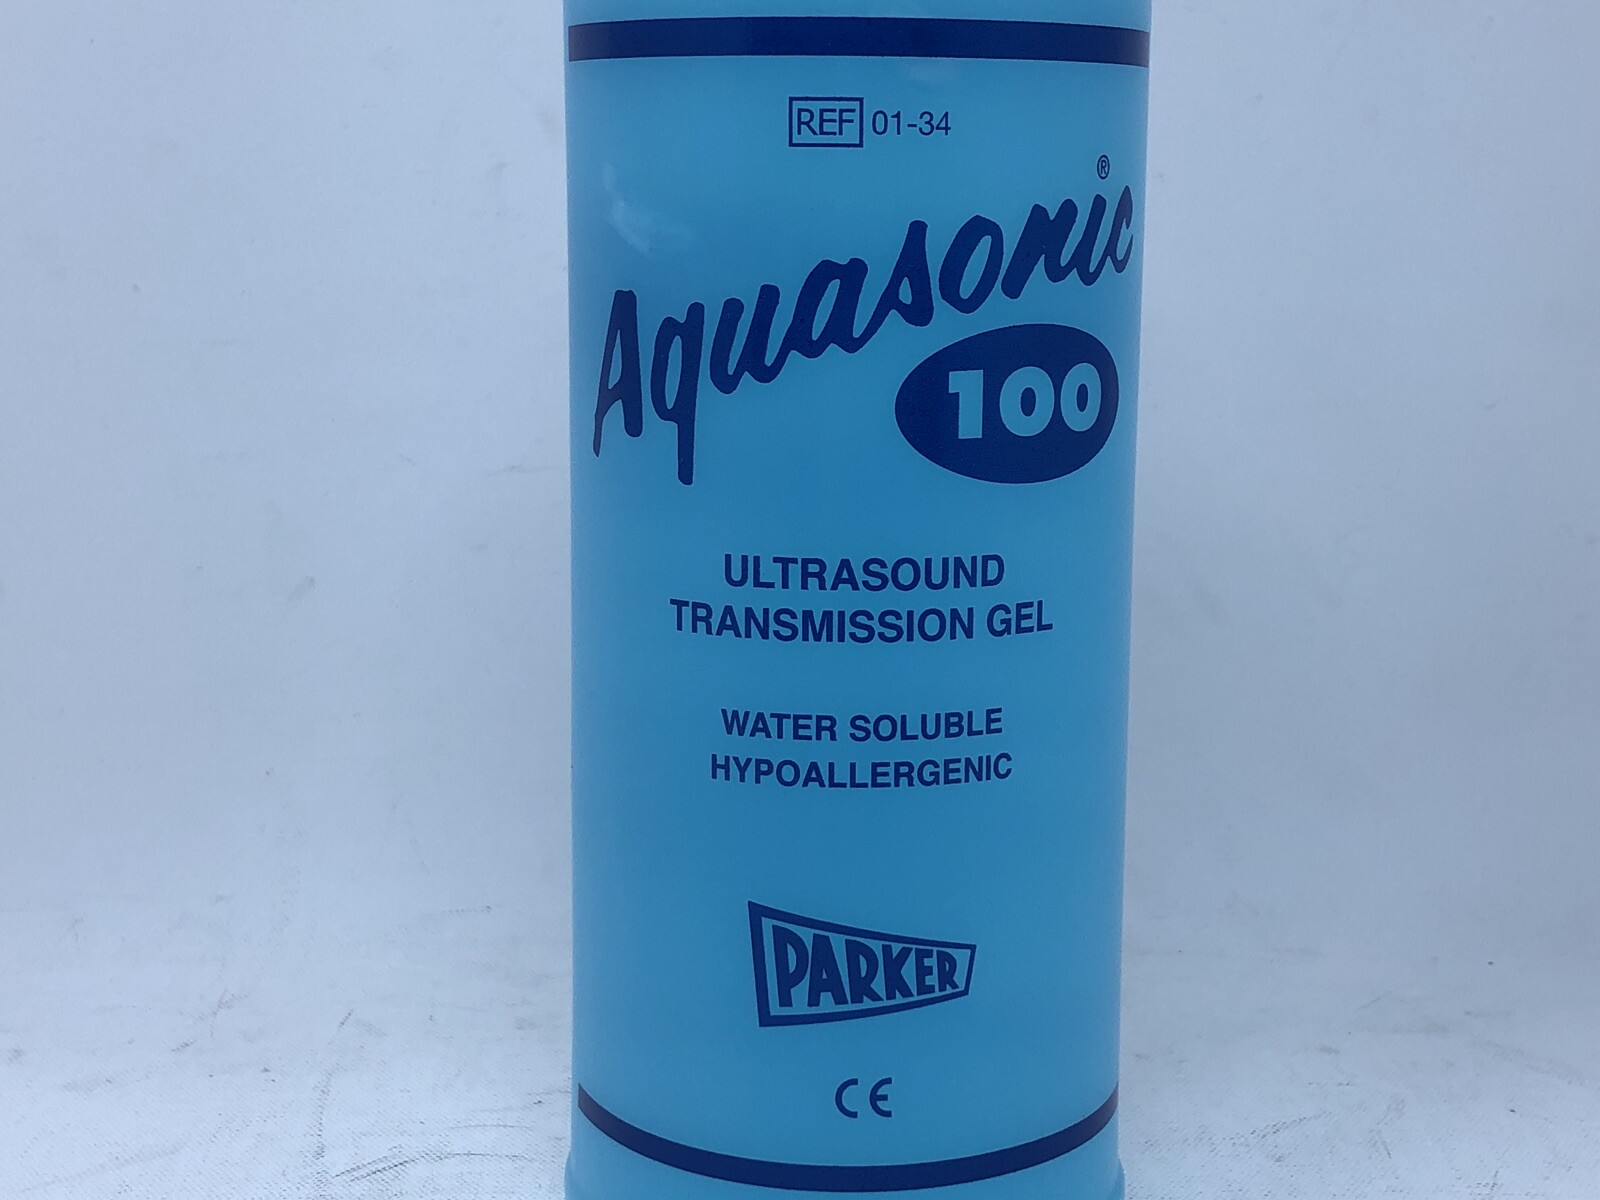 REF 01-34
Aquasonic®
100
ULTRASOUND
TRANSMISSION GEL
WATER SOLUBLE
HYPOALLERGENIC
PARKER
CE